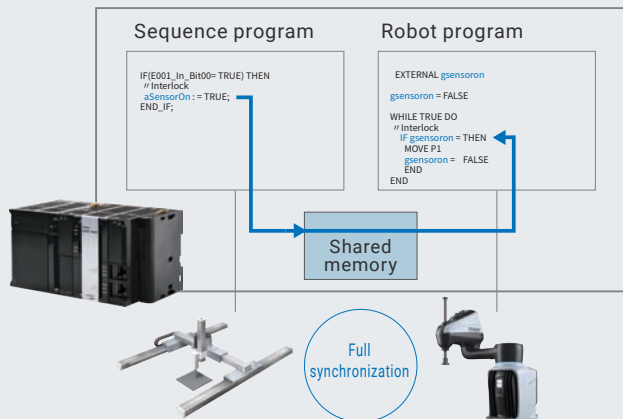 Sequence program
IF(E001_In_Bit00= TRUE) THEN
〃Interlock
aSensorOn : = TRUE;
END_IF;
Robot program
EXTERNAL gsensoron
gsensoron = FALSE
WHILE TRUE DO
〃Interlock
IF gsensoron = THEN
MOVE P1
gsensoron = FALSE
END
END
Shared
memory
Full
synchronization